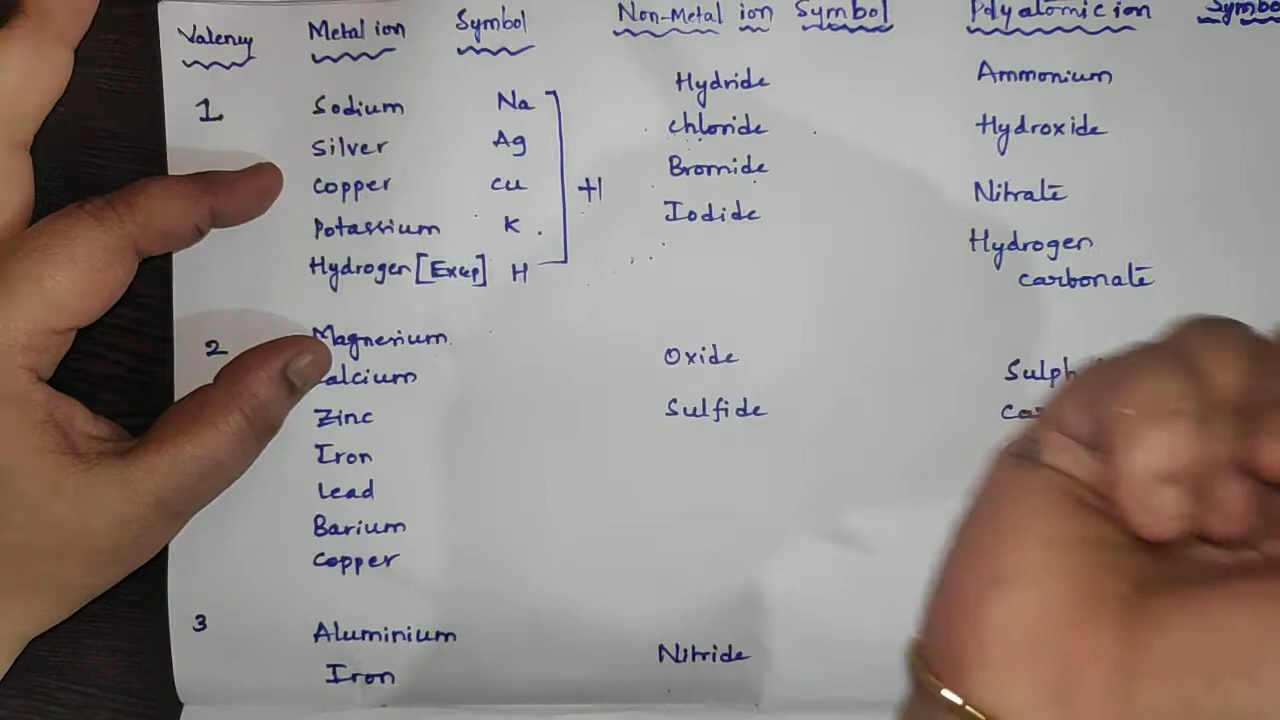 Valency Metal ion Symbol Non-Metal ion Symbol Polyatomic ion
1 Sodium Na Hydride Ammonium
Silver Ag chloride Hydroxide
copper cu Bromide Nitrate
Potassium K. Iodide Hydrogen
Hydrogen [Excep] H +1 carbonate
2 Magnesium Oxide
Calcium Sulfide
Zinc
Iron
Lead
Barium
copper
3 Aluminium Nitride
Iron